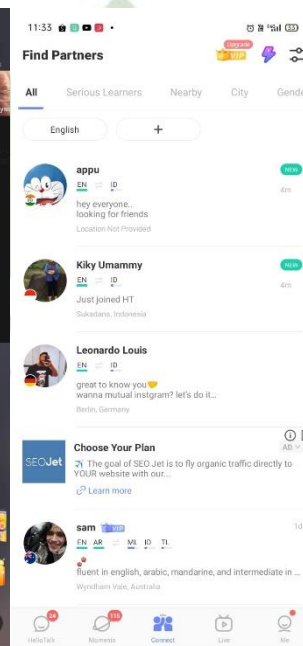 11:33
53
Find Partners
Upgrade
VIP
All Serious Learners Nearby City Gende
English +
appu NEW
EN ID 4m
hey everyone..
looking for friends
Location Not Provided
Kiky Umammy NEW
EN ID 4m
Just joined HT
Sukadana, Indonesia
Leonardo Louis
EN ID
great to know you🤝
wanna mutual instgram? let's do it...
Berlin, Germany
SEOJet
Choose Your Plan AD
The goal of SEO Jet is to fly organic traffic directly to
YOUR website with our...
Learn more
sam VIP 1d
EN AR ML ID TL
fluent in english, arabic, mandarine, and intermediate in ...
Wyndham Vale, Australia
24 115
HelloTalk Moments Connect Live Me